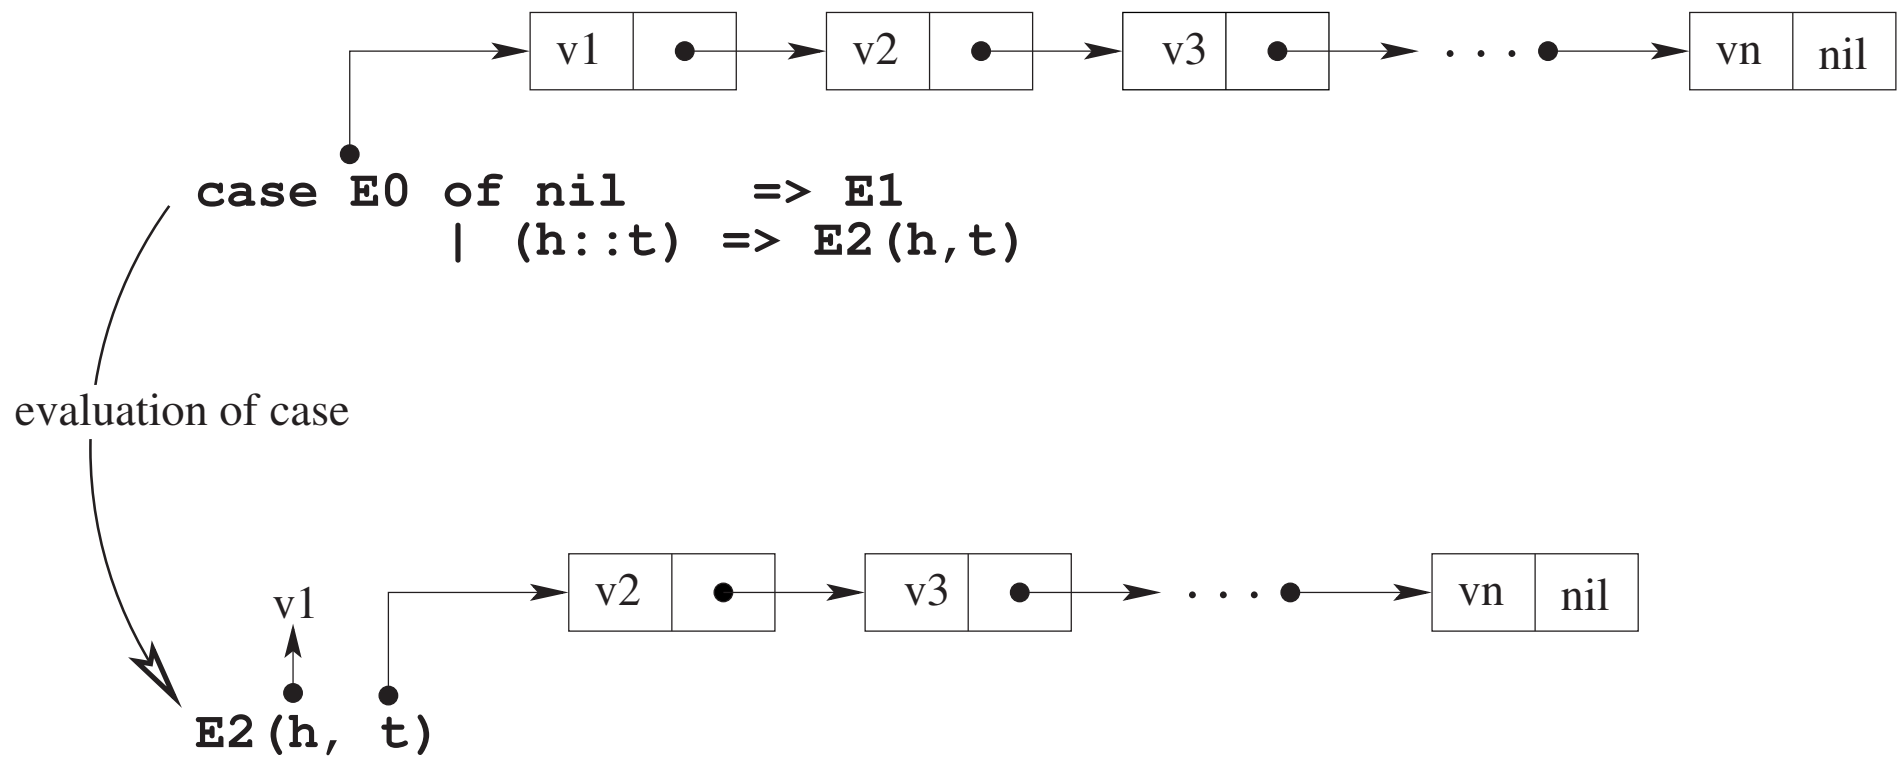 v1 v2 v3 . . . vn nil
case E0 of nil => E1
| (h::t) => E2(h,t)
evaluation of case
v1 v2 v3 . . . vn nil
E2(h, t)